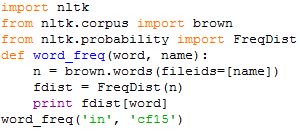 import nltk
from nltk.corpus import brown
from nltk.probability import FreqDist
def word_freq(word, name):
    n = brown.words(fileids=[name])
    fdist = FreqDist(n)
    print fdist[word]
word_freq('in', 'cf15')